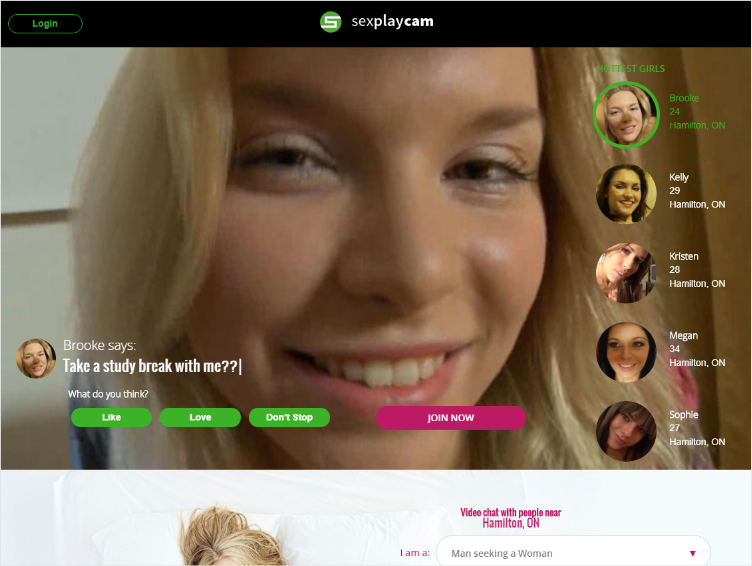 Login
sexplaycam
HOTTEST GIRLS
Brooke
24
Hamilton, ON
Kelly
29
Hamilton, ON
Kristen
28
Hamilton, ON
Megan
34
Hamilton, ON
Sophie
27
Hamilton, ON
Brooke says:
Take a study break with me??|
What do you think?
Like
Love
Don't Stop
JOIN NOW
Video chat with people near
Hamilton, ON
I am a:
Man seeking a Woman